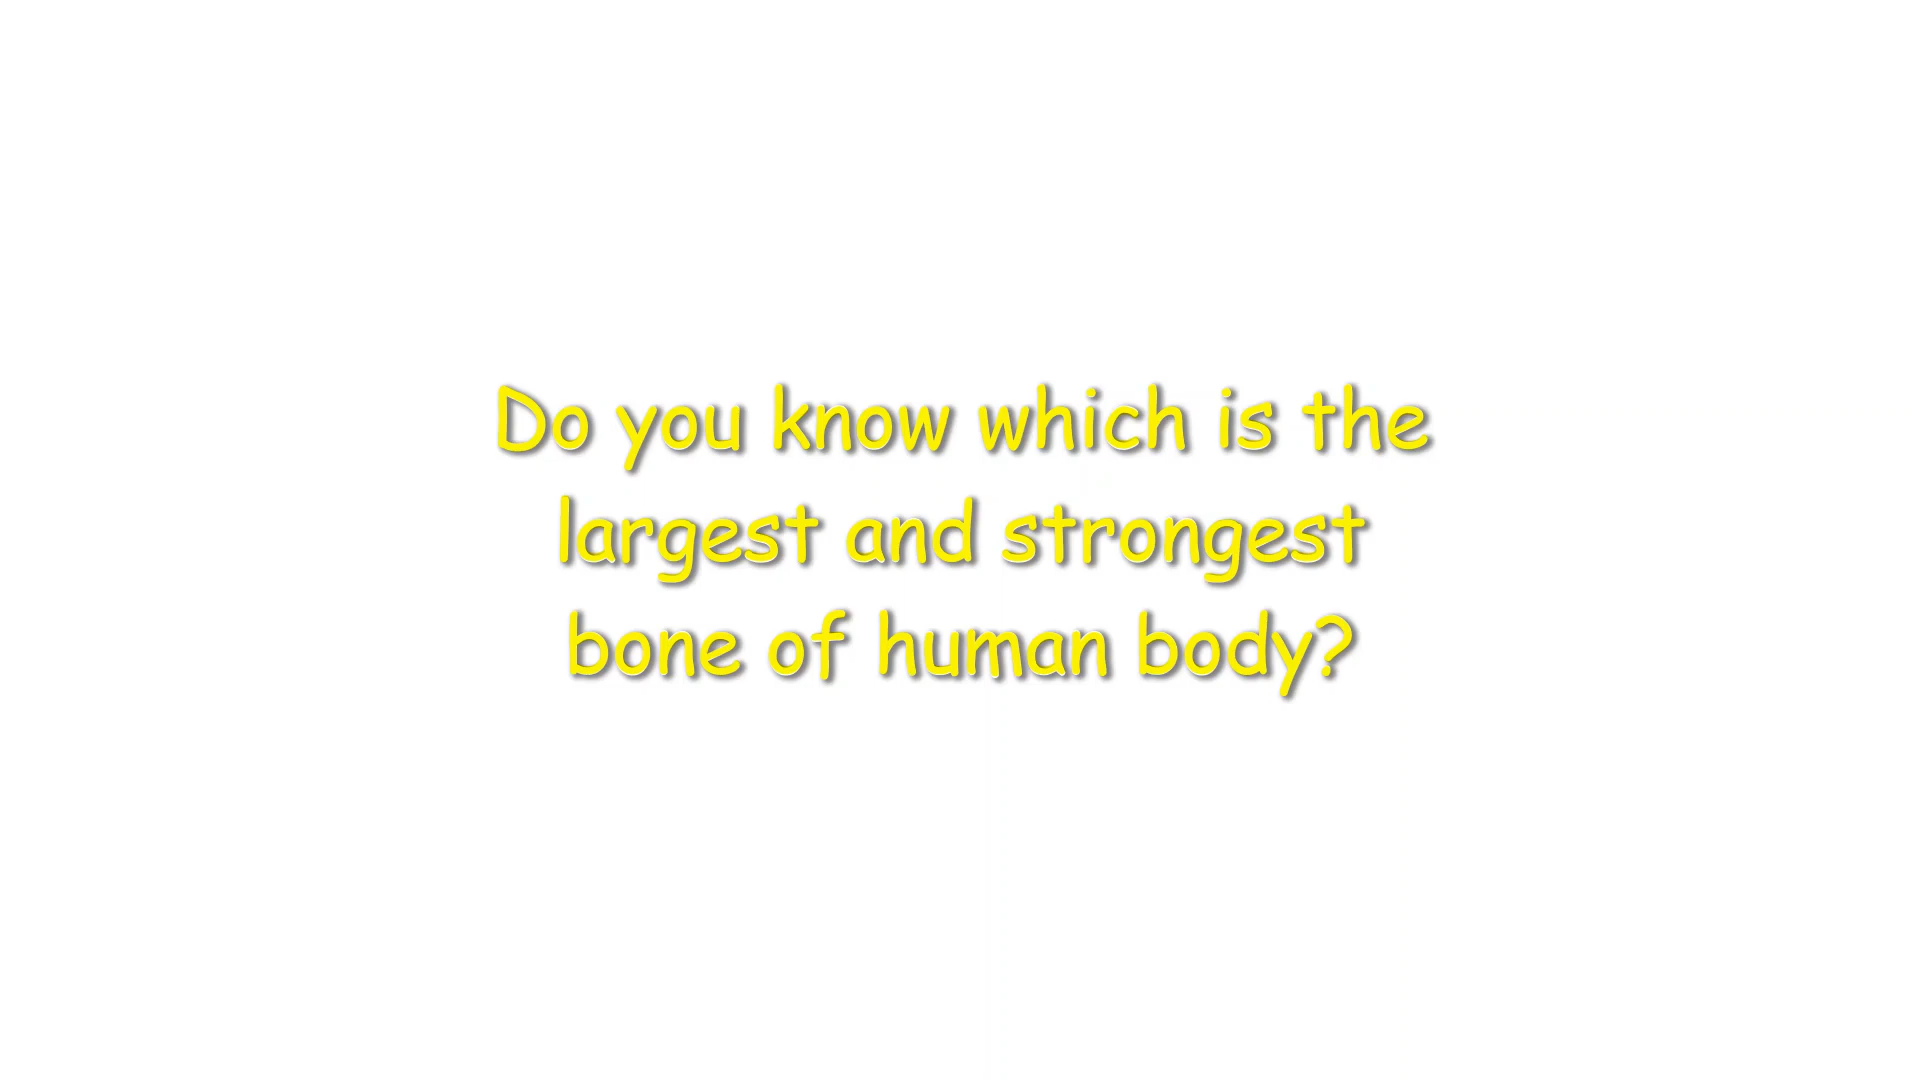 Do you know which is the
largest and strongest
bone of human body?